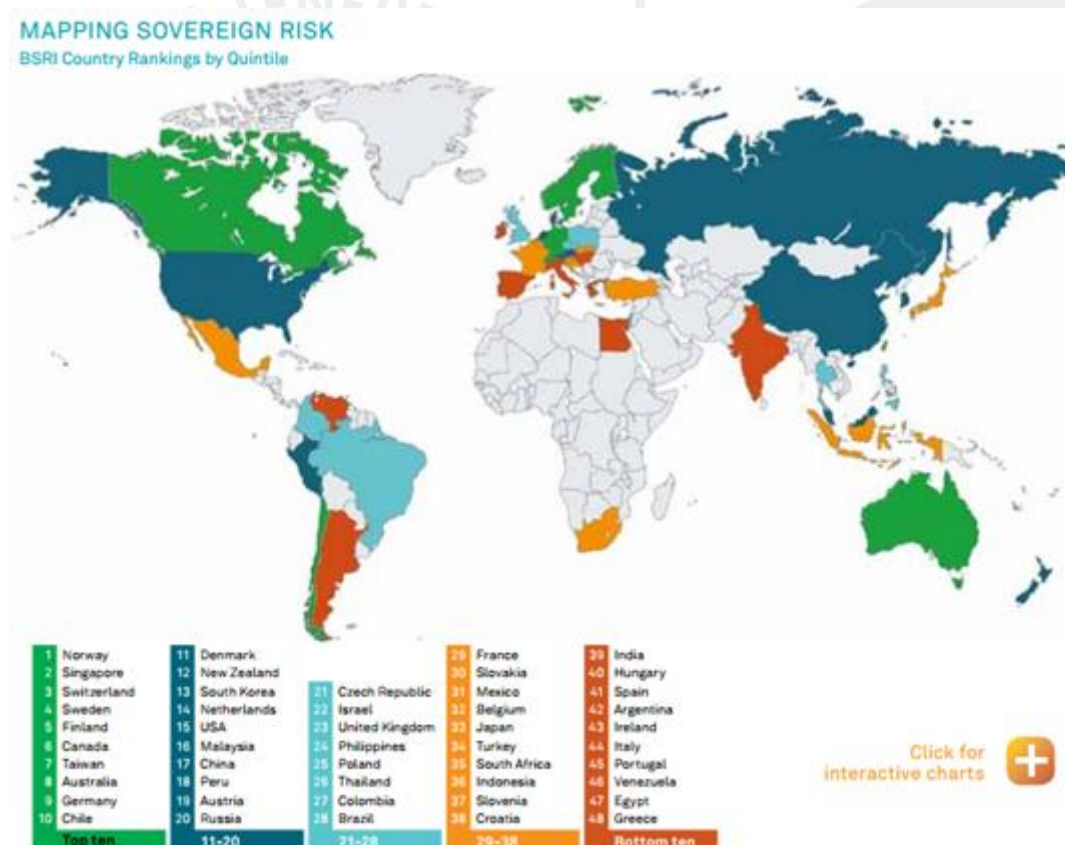 MAPPING SOVEREIGN RISK
BSRI Country Rankings by Quintile
1 Norway
2 Singapore
3 Switzerland
4 Sweden
5 Finland
6 Canada
7 Taiwan
8 Australia
9 Germany
10 Chile
Top ten
11 Denmark
12 New Zealand
13 South Korea
14 Netherlands
15 USA
16 Malaysia
17 China
18 Peru
19 Austria
20 Russia
11-20
21 Czech Republic
22 Israel
23 United Kingdom
24 Philippines
25 Poland
26 Thailand
27 Colombia
28 Brazil
21-28
29 France
30 Slovakia
31 Mexico
32 Belgium
33 Japan
34 Turkey
35 South Africa
36 Indonesia
37 Slovenia
38 Croatia
29-38
39 India
40 Hungary
41 Spain
42 Argentina
43 Ireland
44 Italy
45 Portugal
46 Venezuela
47 Egypt
48 Greece
Bottom ten
Click for
interactive charts